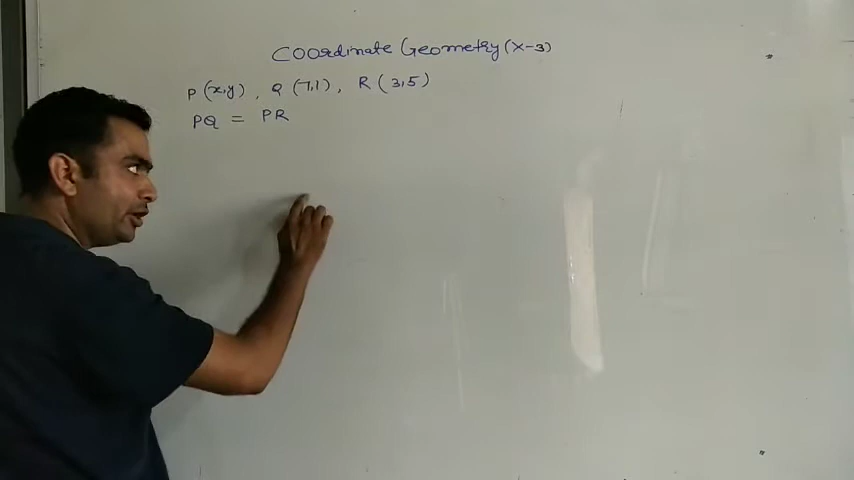 Coordinate Geometry (X-3)
P(x,y), Q(7,1), R(3,5)
PQ = PR